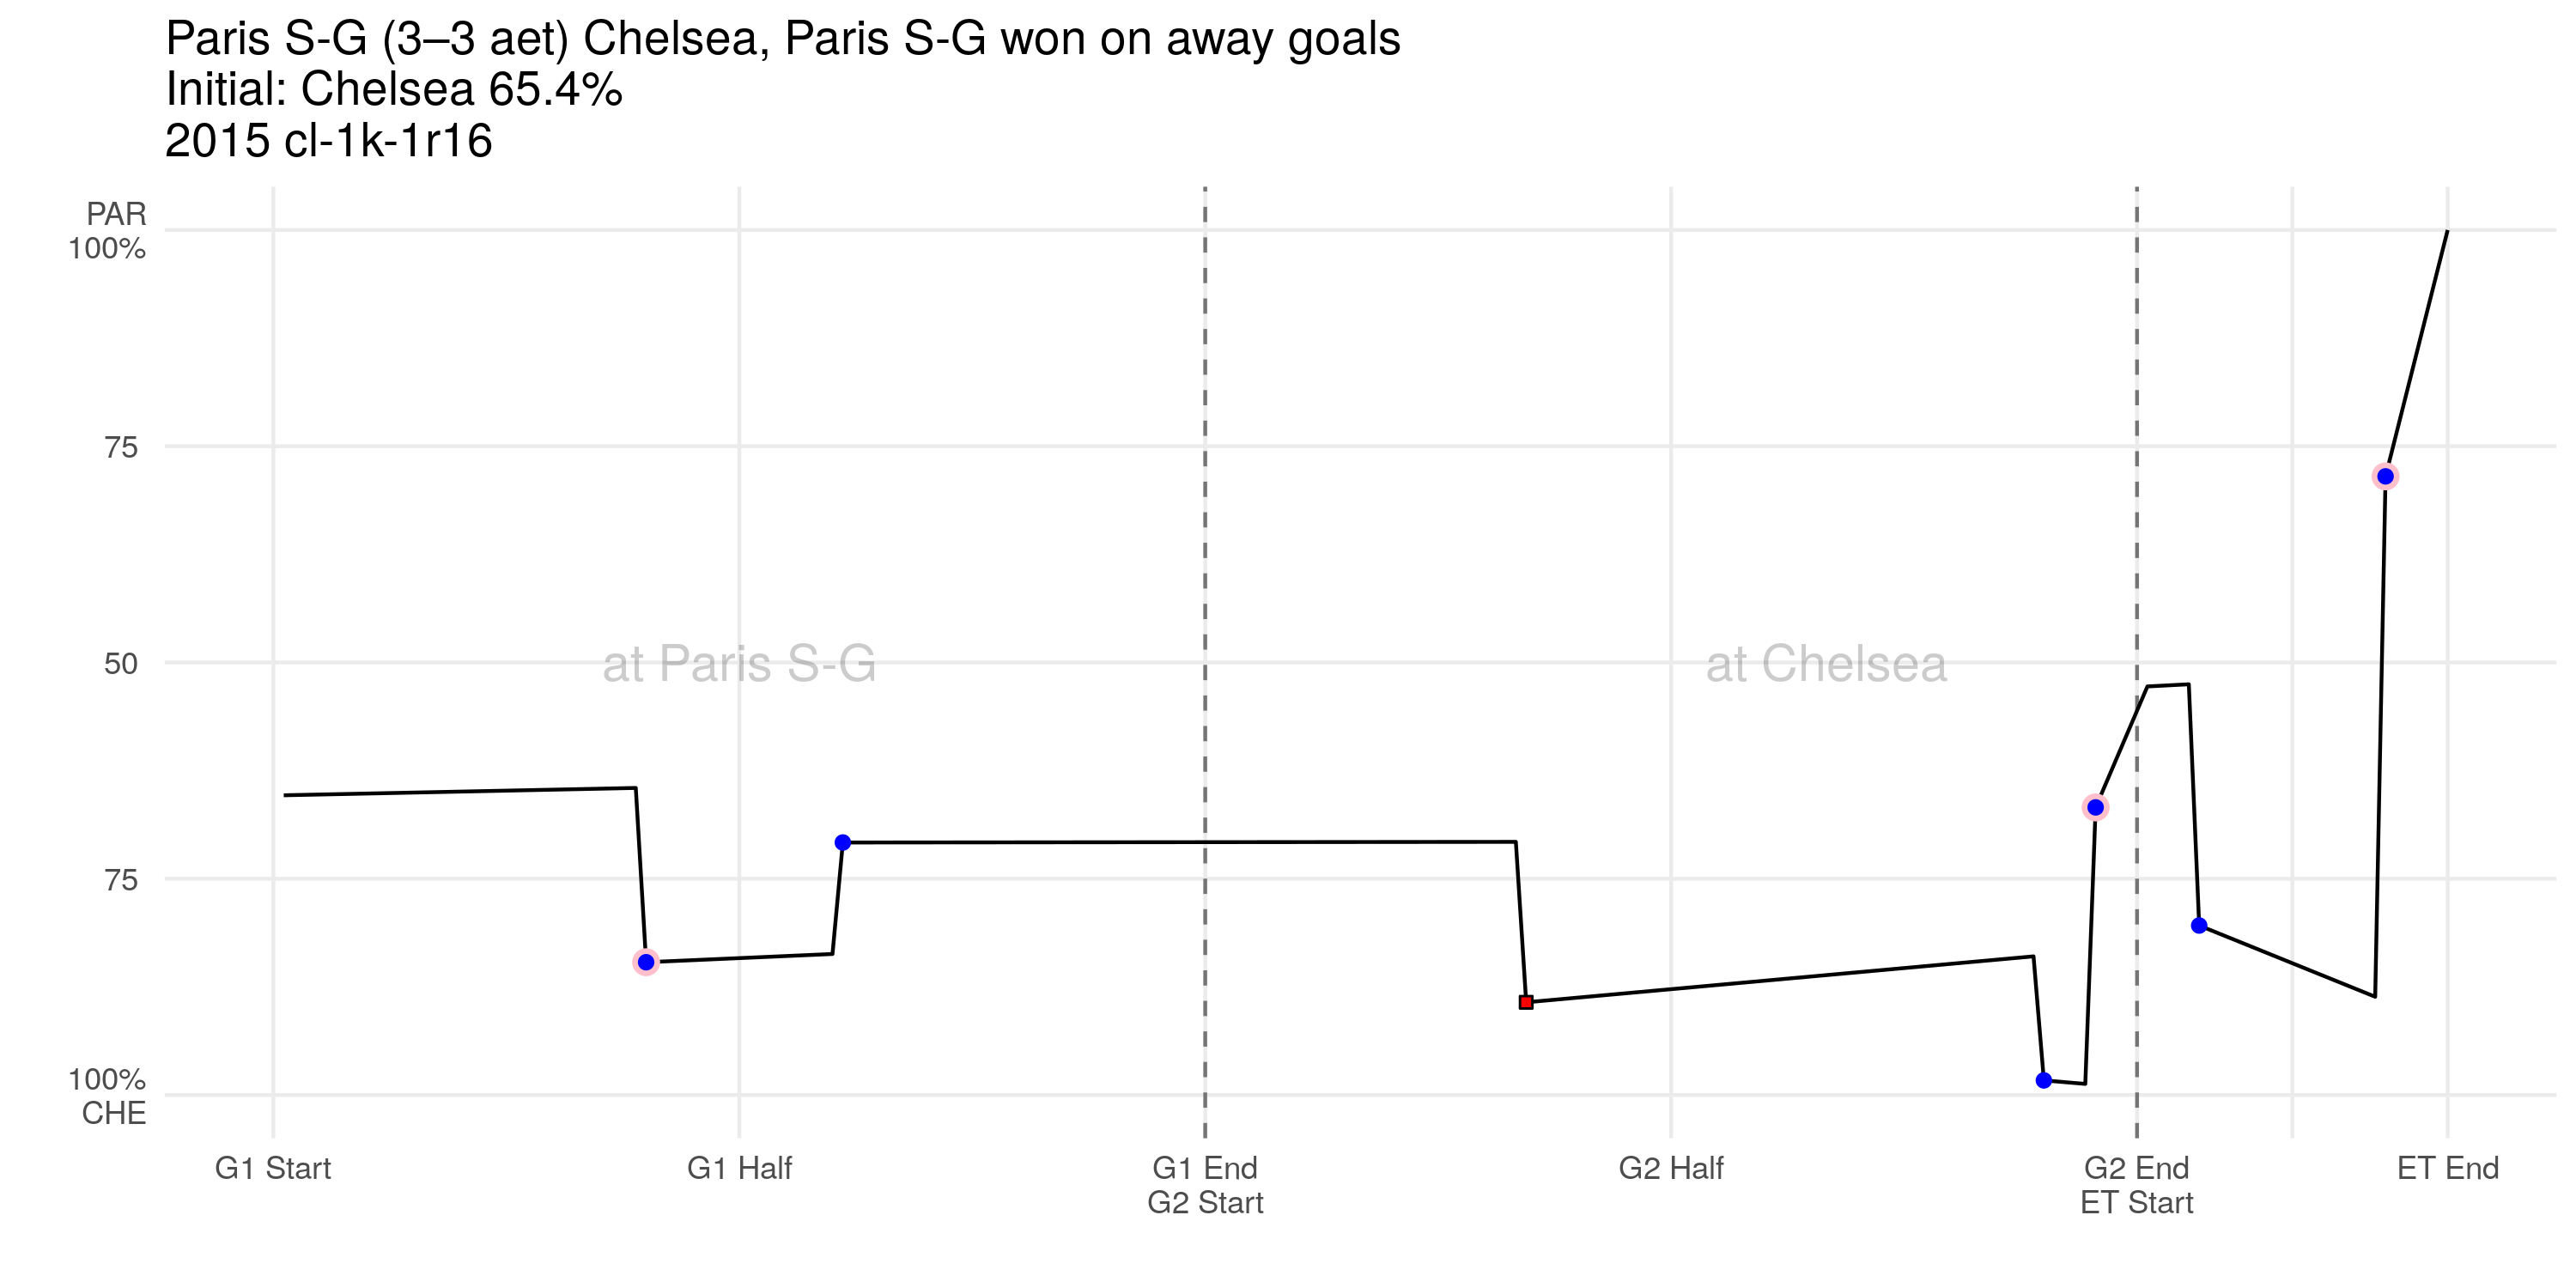 Paris S-G (3–3 aet) Chelsea, Paris S-G won on away goals
Initial: Chelsea 65.4%
2015 cl-1k-1r16
PAR
100%
75
50
75
100%
CHE
at Paris S-G
at Chelsea
G1 Start
G1 Half
G1 End
G2 Start
G2 Half
G2 End
ET Start
ET End